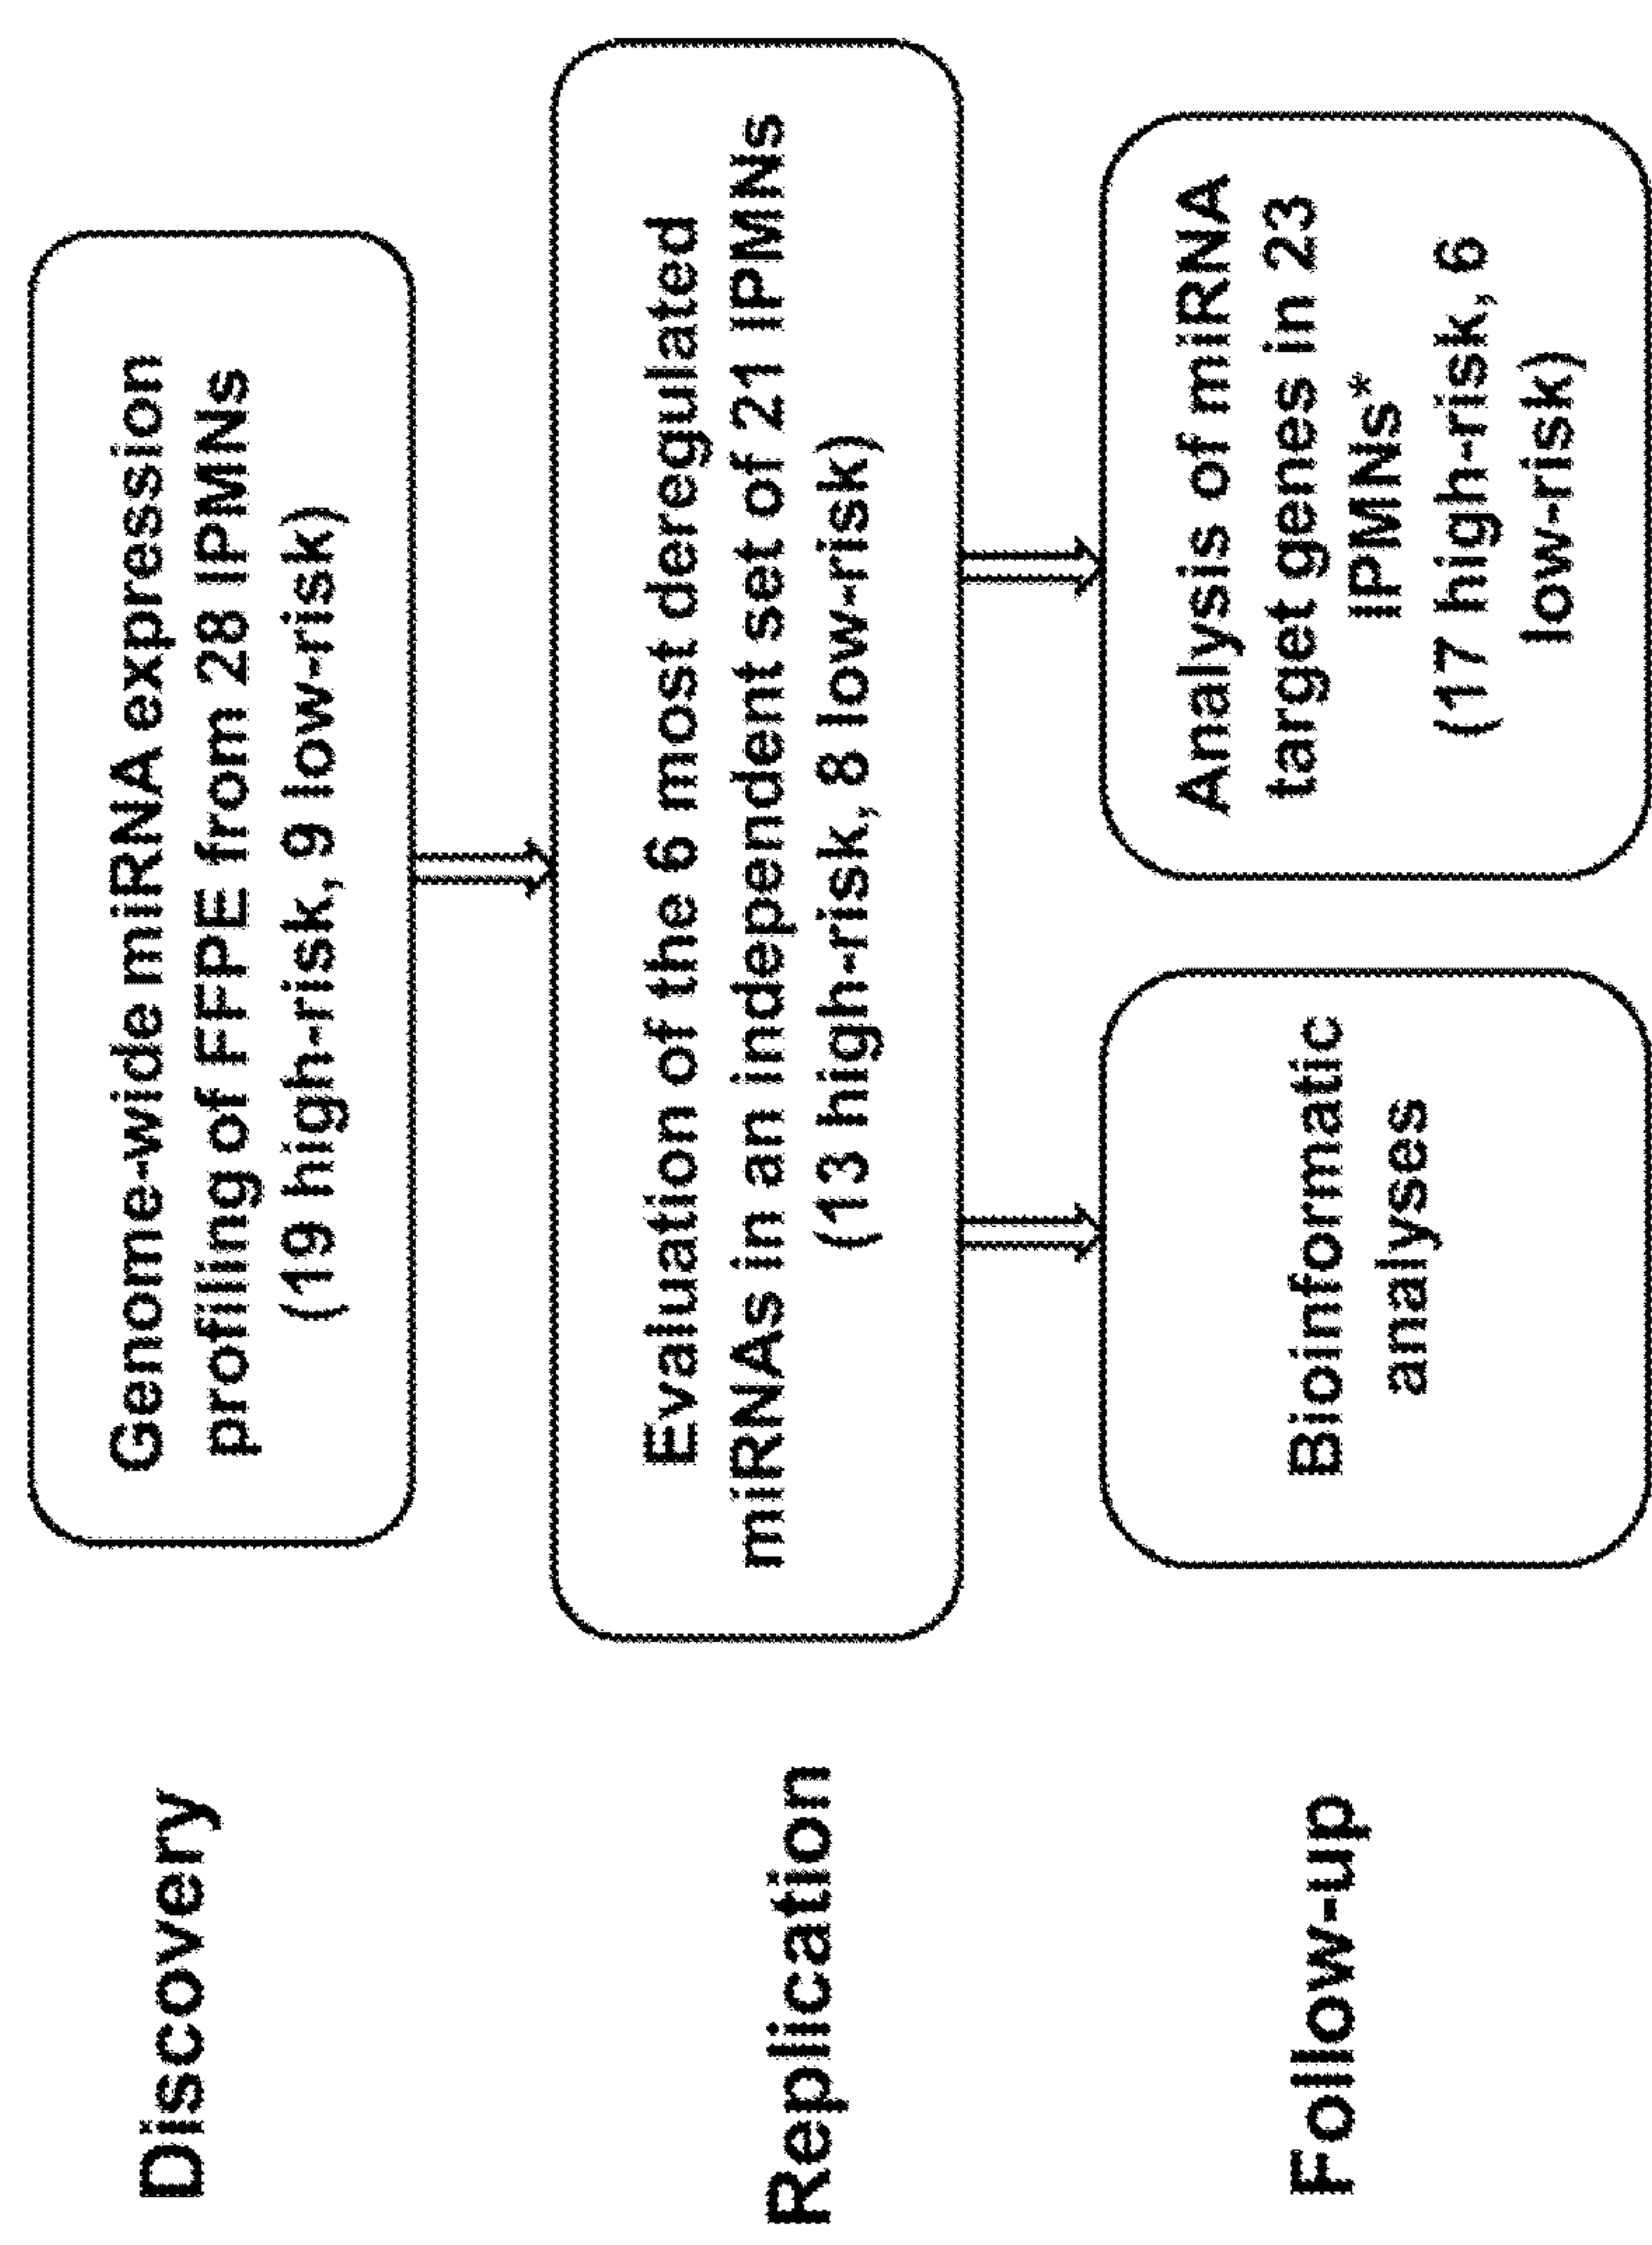 Discovery
Genome-wide miRNA expression
profiling of FFPE from 28 IPMNs
(19 high-risk, 9 low-risk)
Replication
Evaluation of the 6 most deregulated
miRNAs in an independent set of 21 IPMNs
(13 high-risk, 8 low-risk)
Follow-up
Bioinformatic
analyses
Analysis of miRNA
target genes in 23
IPMNs*
(17 high-risk, 6
low-risk)